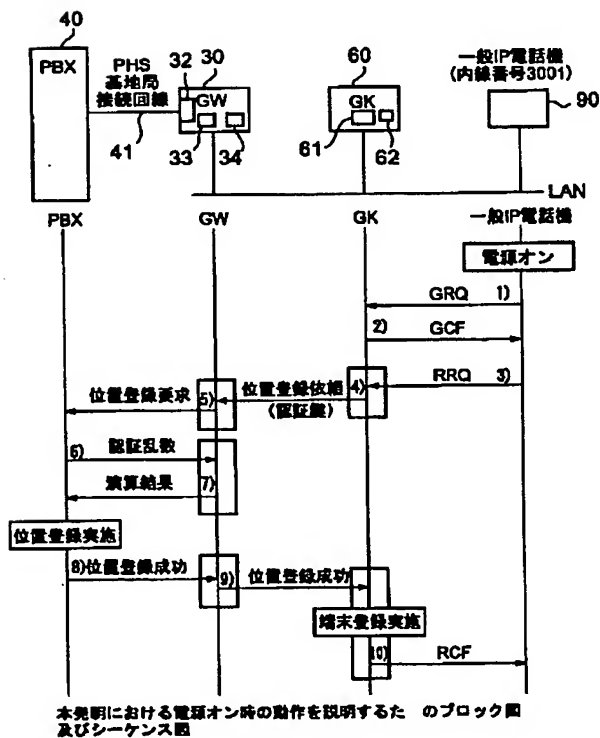 40
PBX
PHS
基地局
接続回線
41
32
30
GW
33
34
60
GK
61
62
一般IP電話機
(内線番号3001)
90
LAN
PBX
GW
GK
一般IP電話機
電源オン
GRQ 1)
2) GCF
RRQ 3)
4)
位置登録依頼
(認証鍵)
5)
位置登録要求
6) 認証乱数
演算結果 7)
位置登録実施
8)位置登録成功
9) 位置登録成功
端末登録実施
10) RCF
本発明における電源オン時の動作を説明するた のブロック図
及びシーケンス図